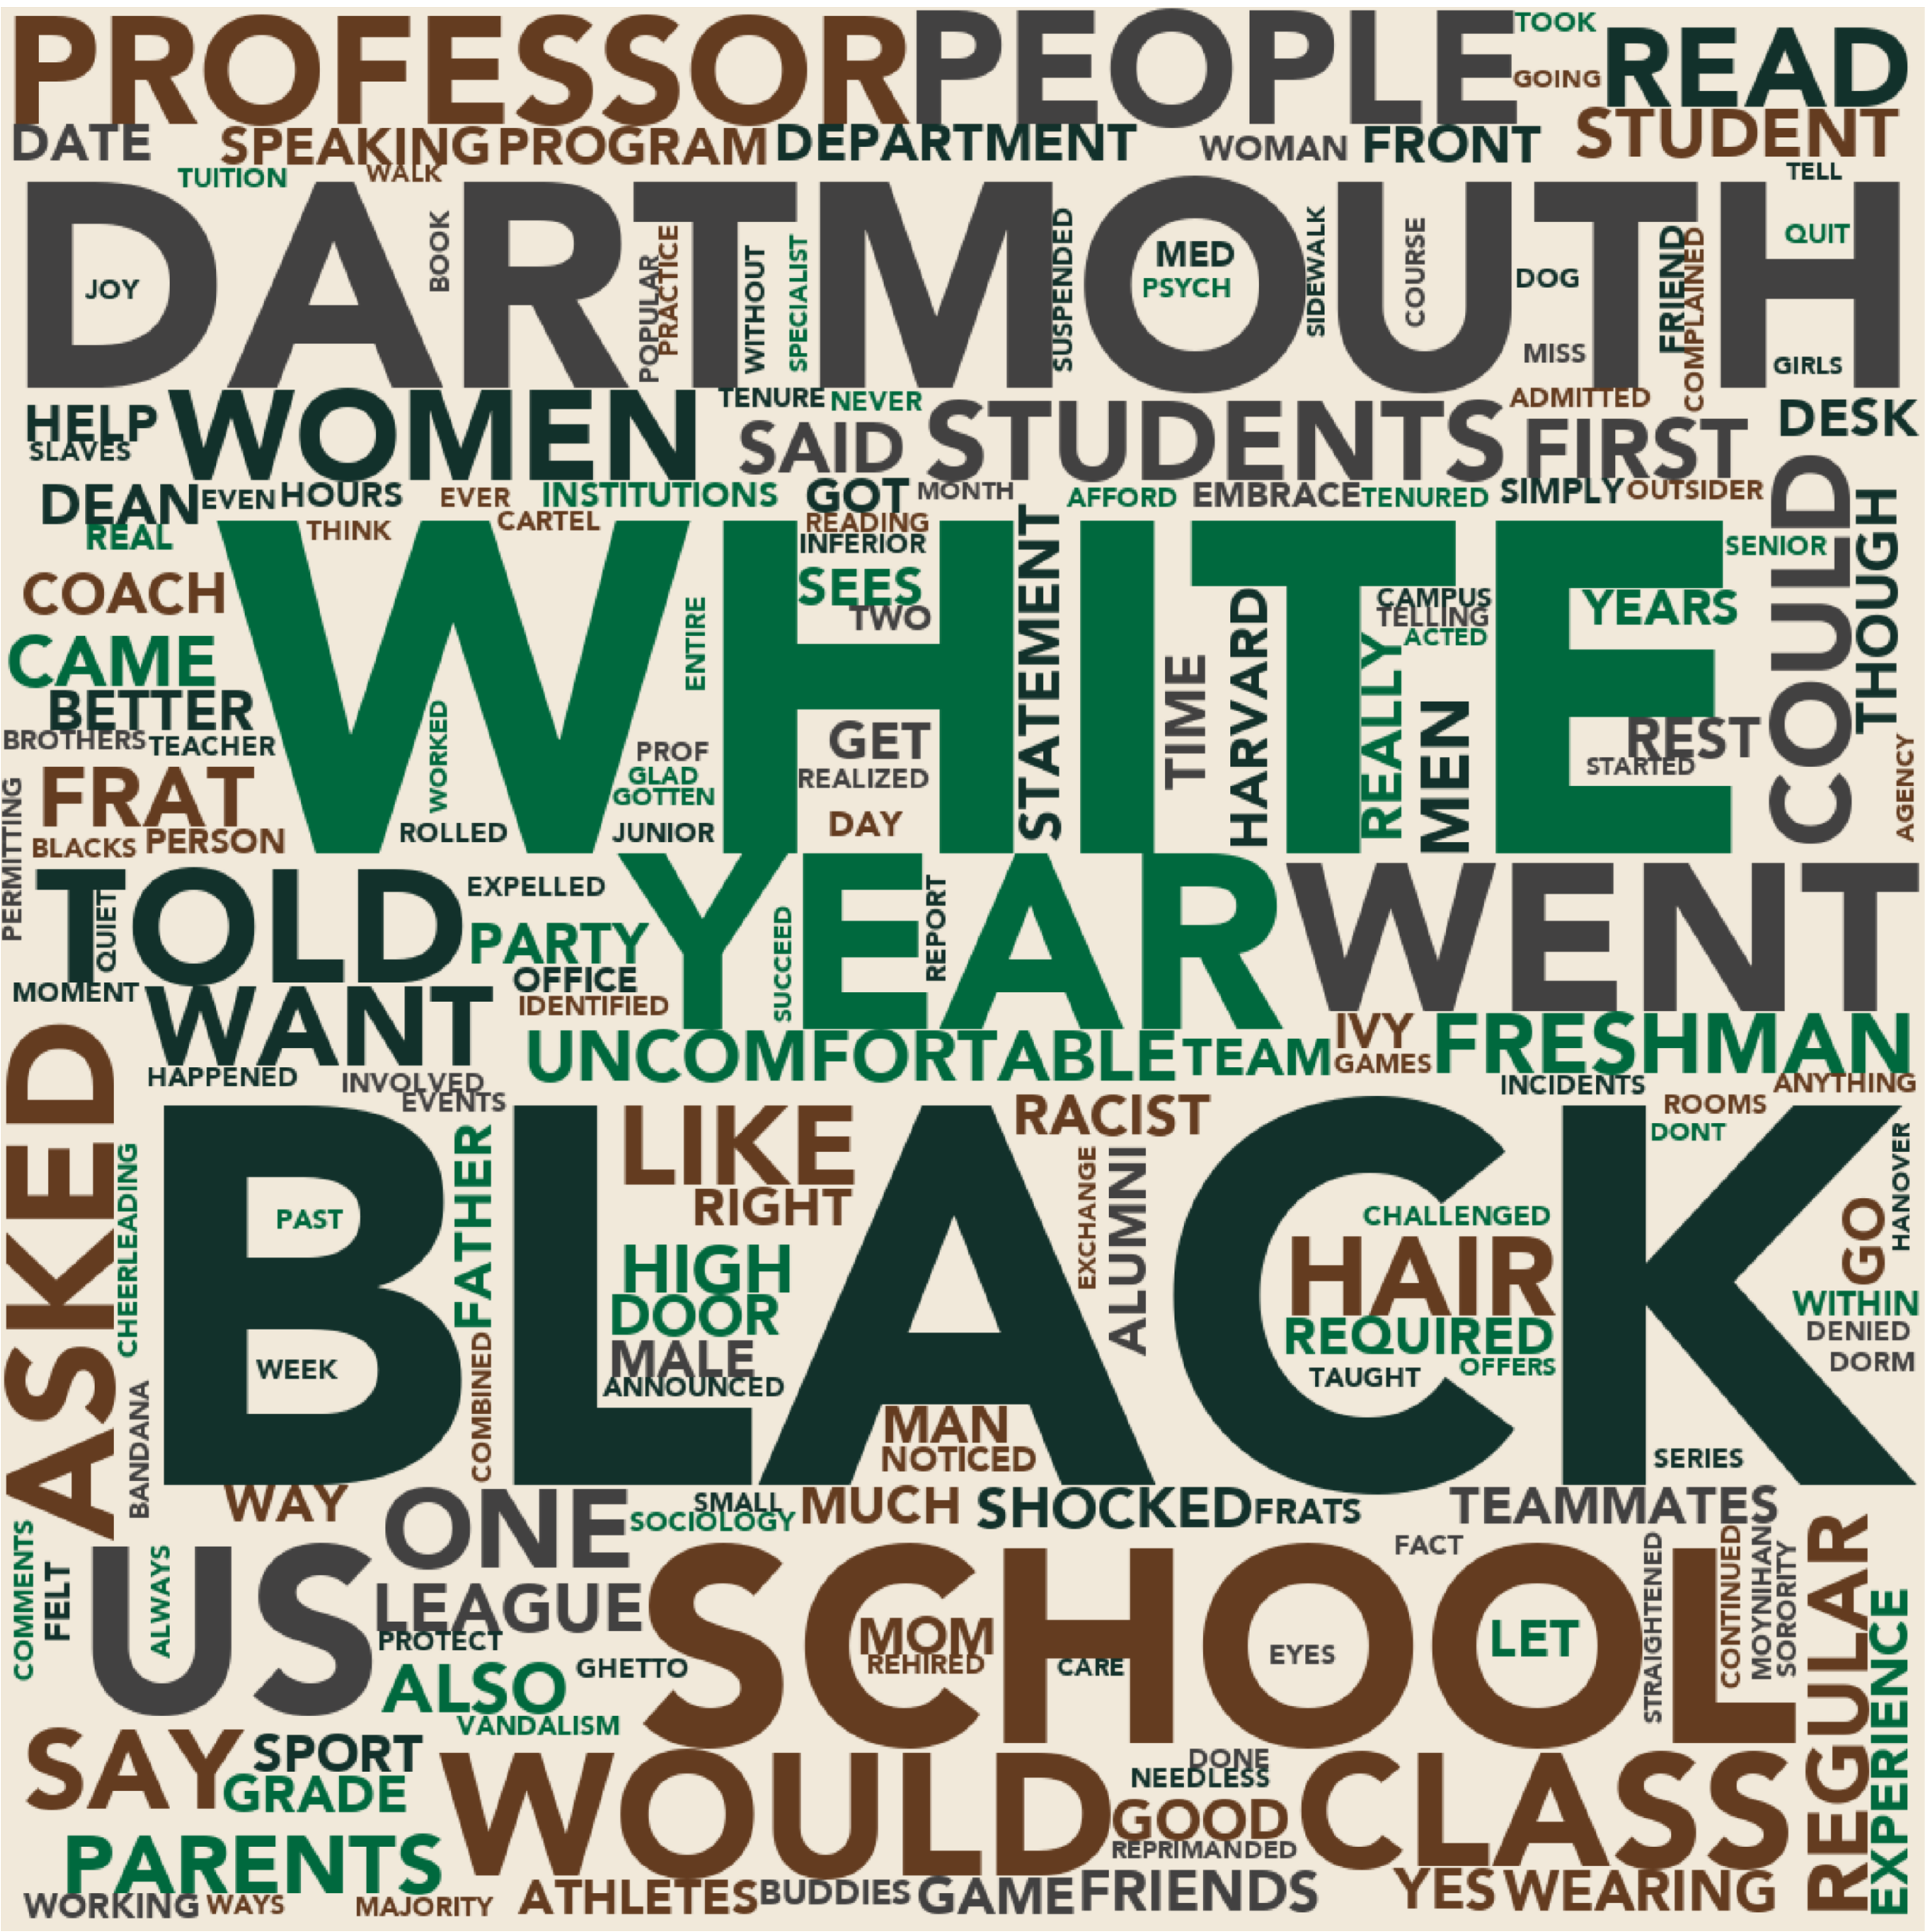 PROFESSOR PEOPLE TOOK
GOING READ
DATE SPEAKING PROGRAM DEPARTMENT WOMAN FRONT STUDENT
TUITION WALK TELL
DARTMOUTH
JOY BOOK POPULAR PRACTICE WITHOUT SPECIALIST SUSPENDED MED PSYCH SIDEWALK COURSE DOG MISS FRIEND COMPLAINED QUIT GIRLS
HELP WOMEN TENURE NEVER STUDENTS ADMITTED DESK
SLAVES SAID FIRST
DEAN EVEN HOURS EVER INSTITUTIONS GOT MONTH AFFORD EMBRACE TENURED SIMPLY OUTSIDER
REAL THINK CARTEL READING
INFERIOR SENIOR
WHITE
COACH SEES STATEMENT CAMPUS YEARS COULD THOUGH
TWO TELLING
CAME ENTIRE TIME HARVARD REALLY ACTED
BETTER WORKED MEN
BROTHERS TEACHER PROF GET REST
GLAD REALIZED STARTED
FRAT GOTTEN AGENCY
BLACKS PERSON ROLLED JUNIOR DAY
PERMITTING
TOLD EXPELLED YEAR WENT
QUIET PARTY SUCCEED REPORT
MOMENT OFFICE
WANT IDENTIFIED
ASKED UNCOMFORTABLE TEAM IVY FRESHMAN
GAMES
HAPPENED INVOLVED INCIDENTS ANYTHING
EVENTS ROOMS
BLACK
CHEERLEADING FATHER LIKE RACIST DONT HANOVER
PAST RIGHT EXCHANGE ALUMNI CHALLENGED GO
HIGH HAIR
DOOR REQUIRED WITHIN
WEEK MALE OFFERS DENIED
BANDANA COMBINED ANNOUNCED TAUGHT DORM
MAN
NOTICED SERIES
WAY ONE SMALL MUCH SHOCKED FRATS TEAMMATES
SOCIOLOGY
COMMENTS FELT US ALWAYS FACT STRAIGHTENED CONTINUED MOYNIHAN SORORITY REGULAR EXPERIENCE
LEAGUE SCHOOL
PROTECT MOM LET
ALSO GHETTO REHIRED CARE EYES
VANDALISM
SAY SPORT WOULD DONE CLASS
GRADE NEEDLESS
GOOD
PARENTS REPRIMANDED
WORKING WAYS MAJORITY ATHLETES BUDDIES GAME FRIENDS YES WEARING